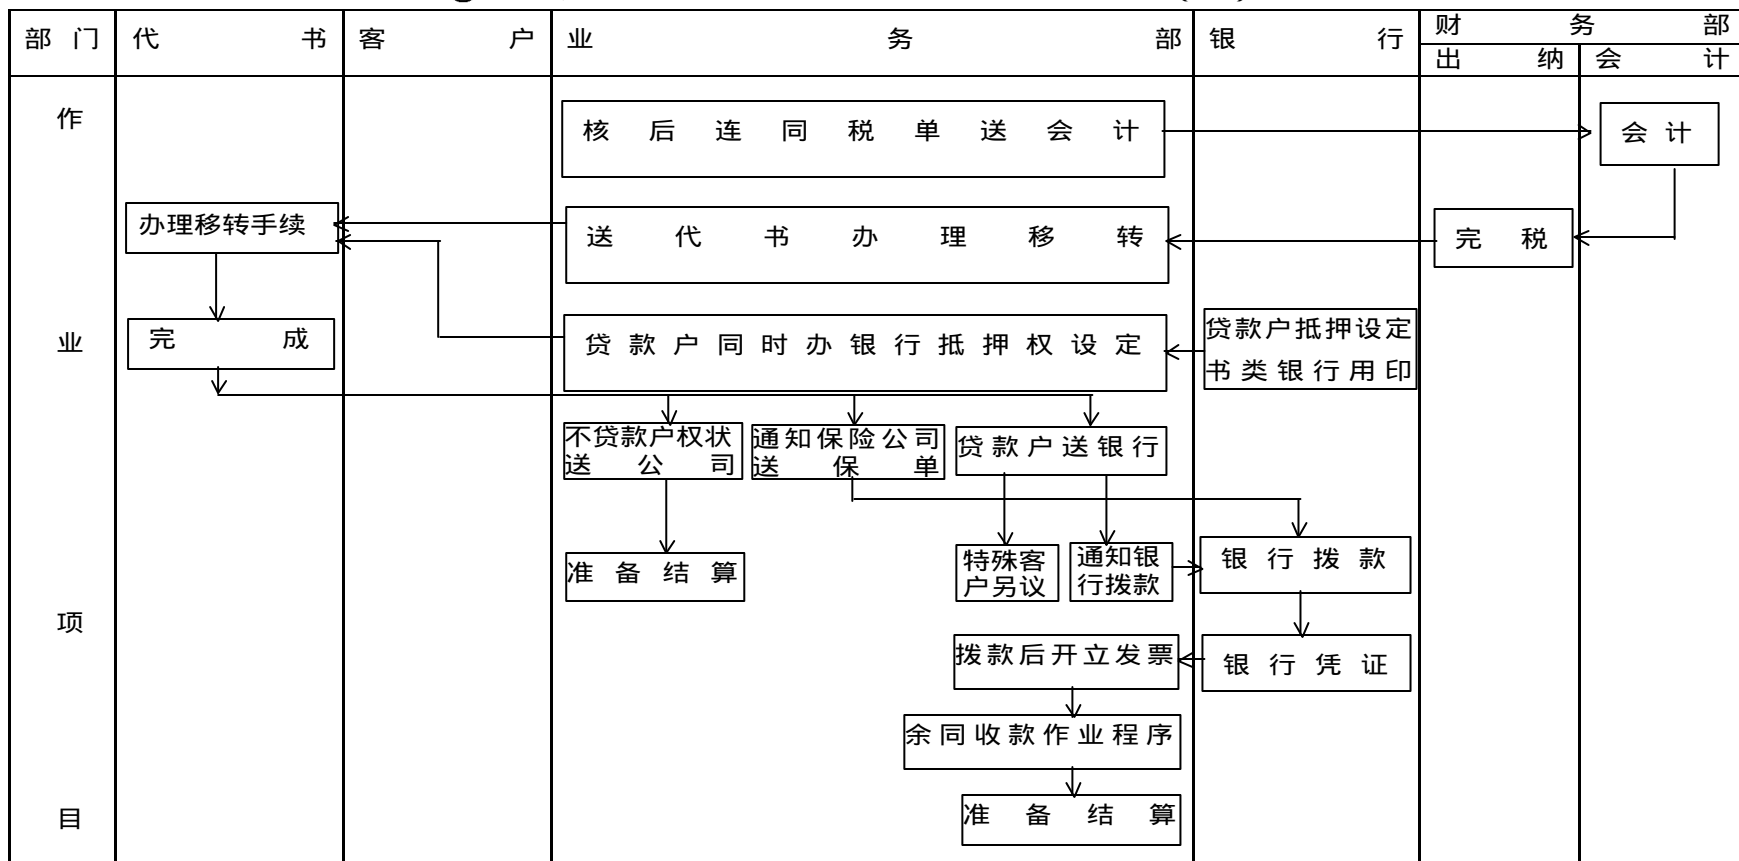 部门 代书 客户 业务部 银行 财务部
出纳 会计
作
核后连同税单送会计
会计
办理移转手续
送代书办理移转
完税
业
完成
贷款户同时办银行抵押权设定
贷款户抵押设定
书类银行用印
不贷款户权状
送公司
通知保险公司
送保单
贷款户送银行
准备结算
特殊客
户另议
通知银
行拨款
银行拨款
项
拨款后开立发票
银行凭证
余同收款作业程序
目
准备结算